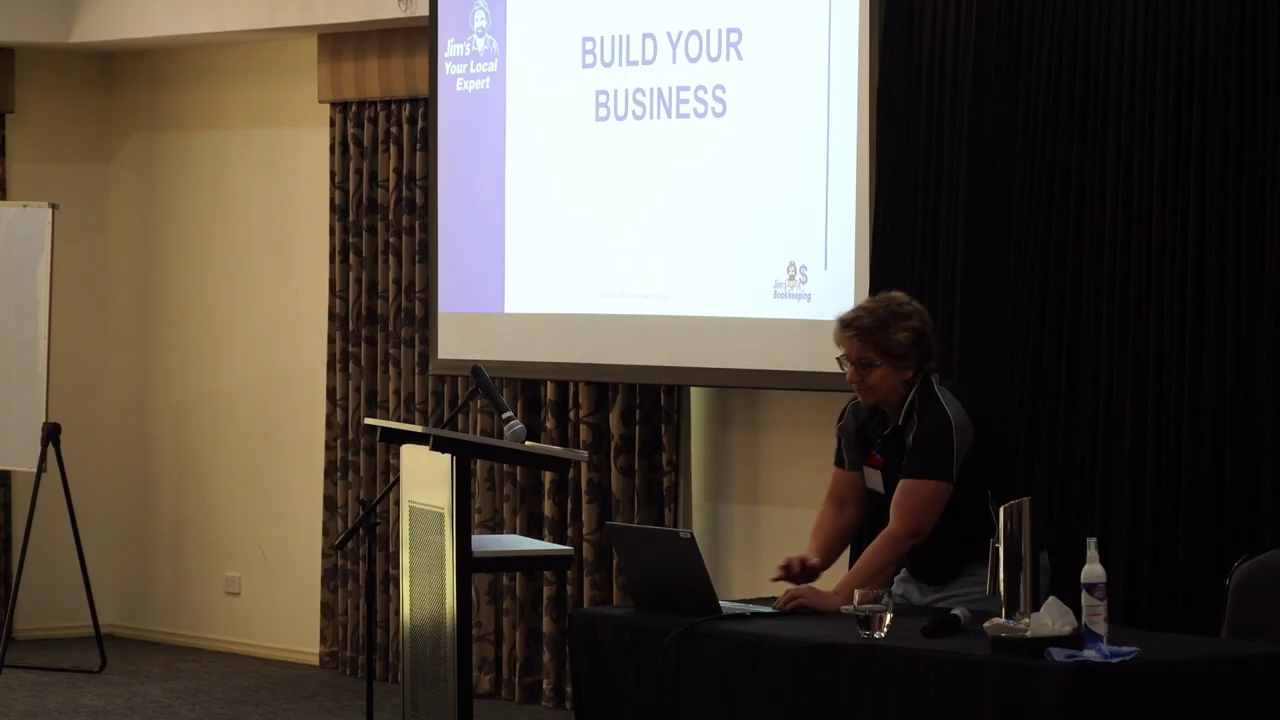 Jim's
Your Local
Expert
BUILD YOUR
BUSINESS
Jim's
Bookkeeping
$